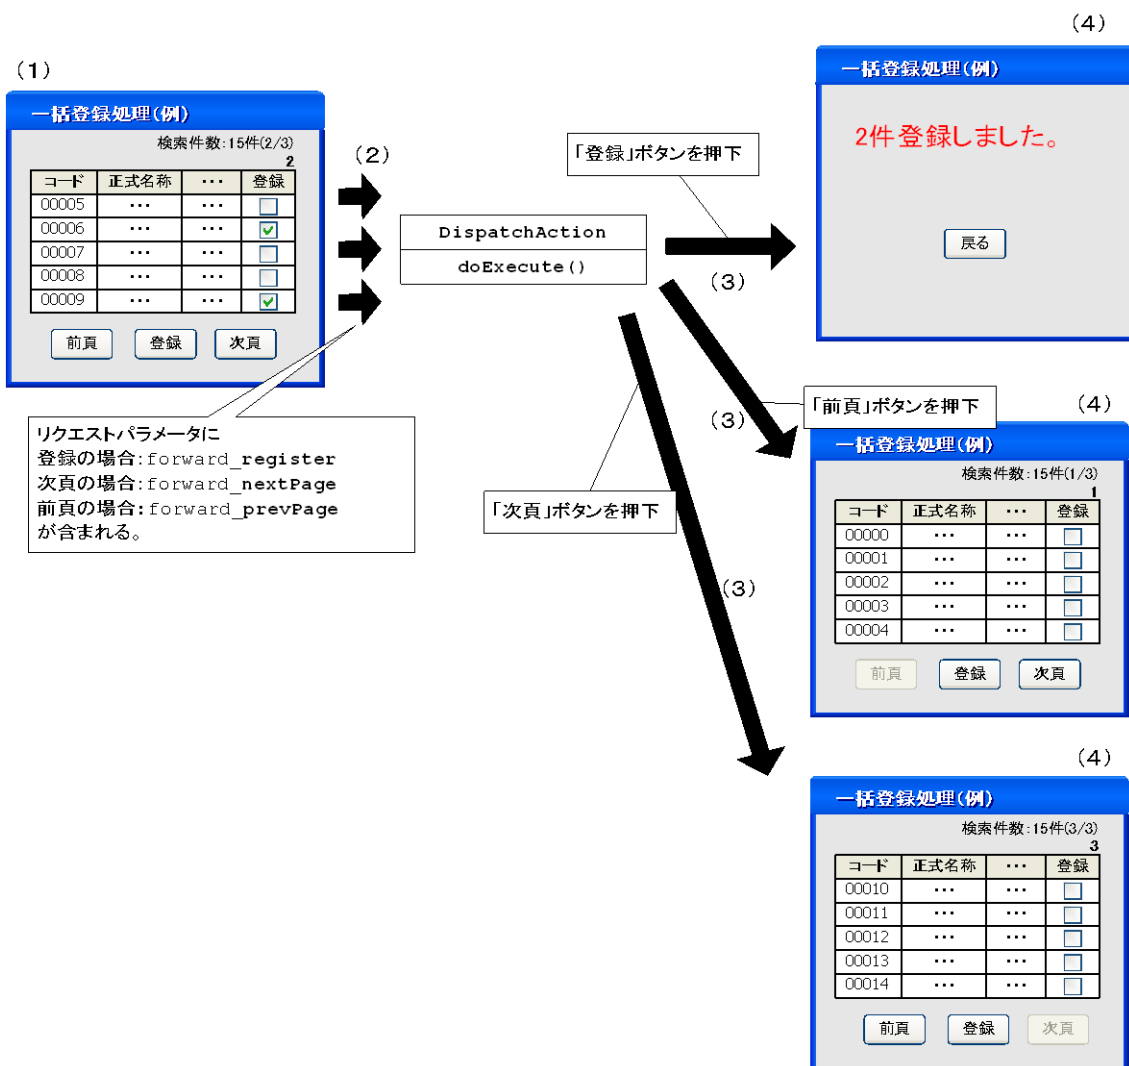 (1)
一括登録処理(例)
検索件数:15件(2/3)
2
コード 正式名称 ・・・ 登録
00005 ・・・ ・・・
00006 ・・・ ・・・
00007 ・・・ ・・・
00008 ・・・ ・・・
00009 ・・・ ・・・
前頁 登録 次頁
(2)
リクエストパラメータに
登録の場合:forward_register
次頁の場合:forward_nextPage
前頁の場合:forward_prevPage
が含まれる。
DispatchAction
doExecute()
「登録」ボタンを押下
(3)
(4)
一括登録処理(例)
2件登録しました。
戻る
「前頁」ボタンを押下
(3)
(4)
一括登録処理(例)
検索件数:15件(1/3)
1
コード 正式名称 ・・・ 登録
00000 ・・・ ・・・
00001 ・・・ ・・・
00002 ・・・ ・・・
00003 ・・・ ・・・
00004 ・・・ ・・・
前頁 登録 次頁
「次頁」ボタンを押下
(3)
(4)
一括登録処理(例)
検索件数:15件(3/3)
3
コード 正式名称 ・・・ 登録
00010 ・・・ ・・・
00011 ・・・ ・・・
00012 ・・・ ・・・
00013 ・・・ ・・・
00014 ・・・ ・・・
前頁 登録 次頁